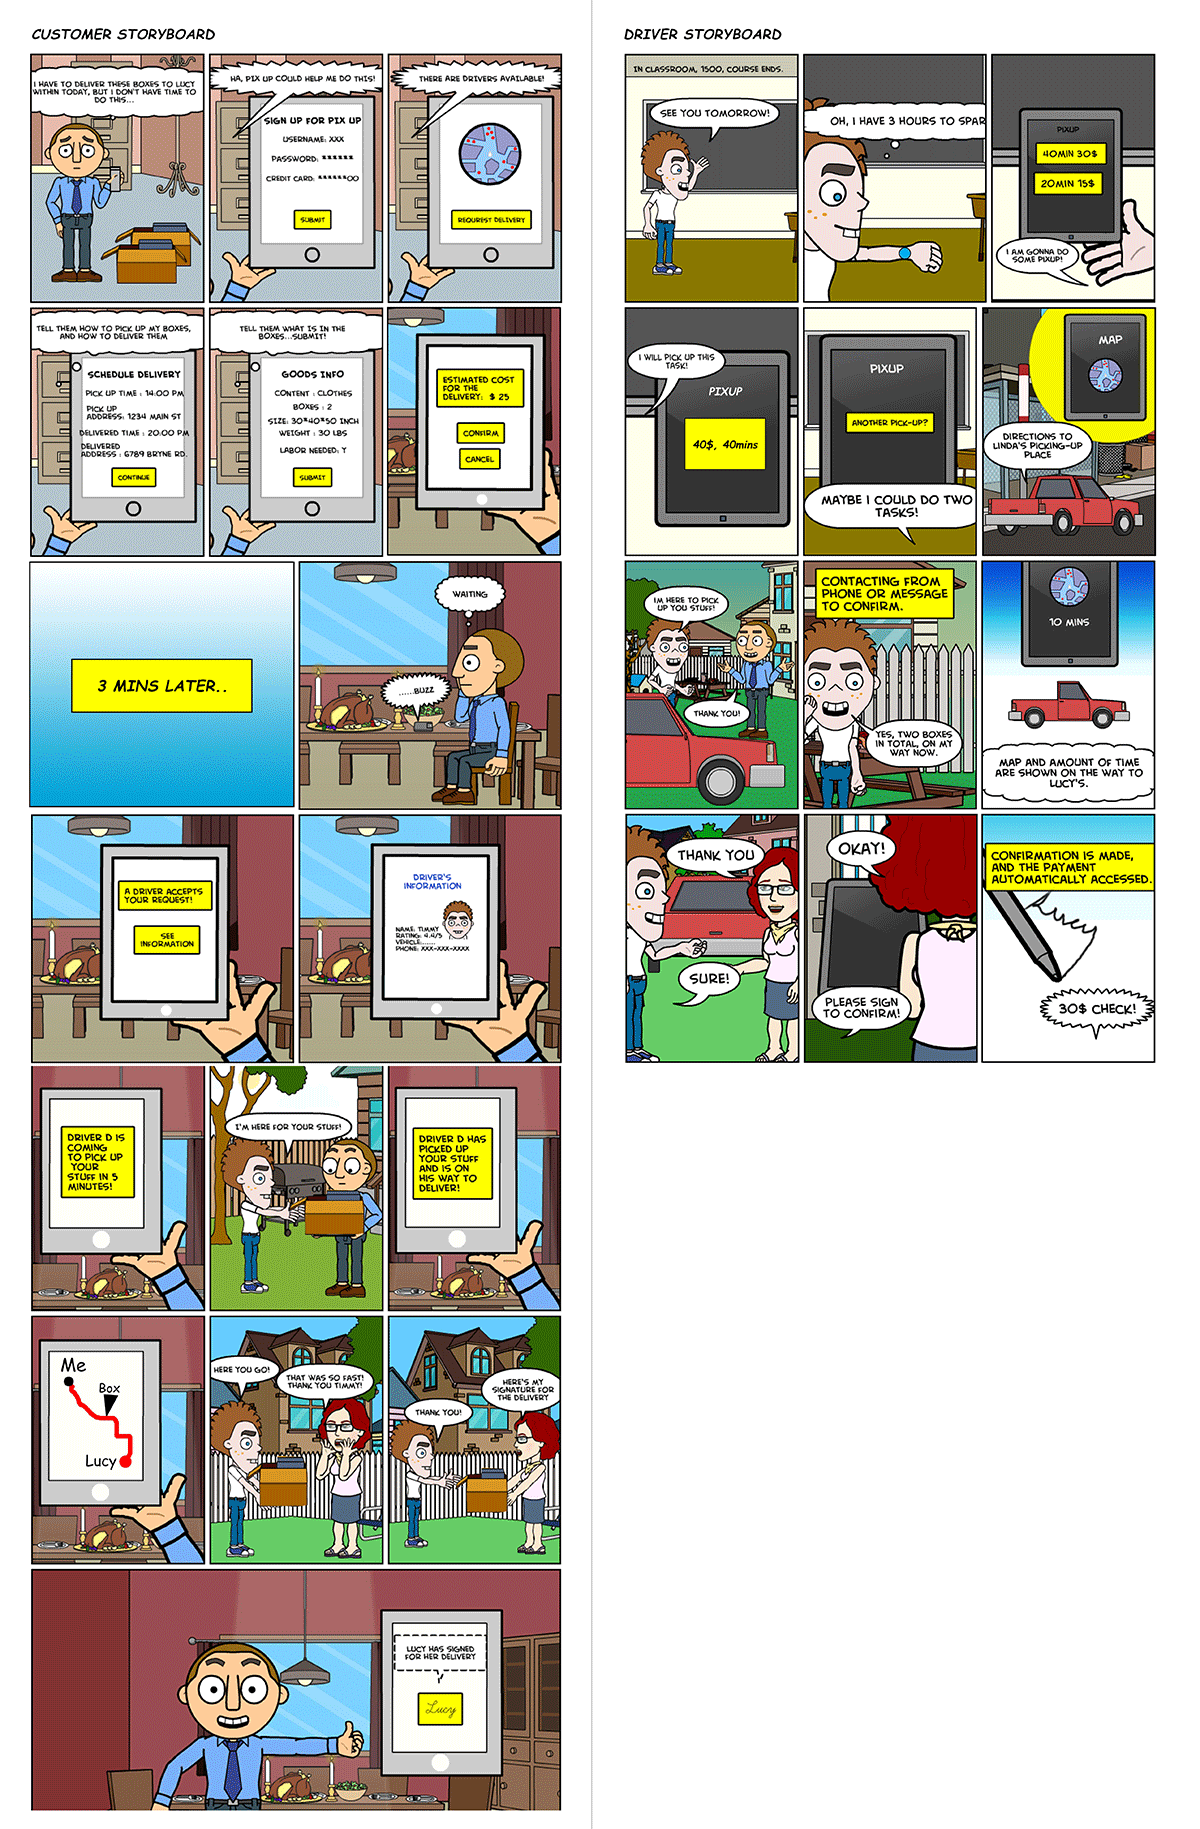 CUSTOMER STORYBOARD
I HAVE TO DELIVER THESE BOXES TO LUCY
WITHIN TODAY, BUT I DON'T HAVE TIME TO
DO THIS...
HA, PIX UP COULD HELP ME DO THIS!
SIGN UP FOR PIX UP
USERNAME: XXX
PASSWORD: ******
CREDIT CARD: ******00
SUBMIT
THERE ARE DRIVERS AVAILABLE!
REQUREST DELIVERY
TELL THEM HOW TO PICK UP MY BOXES,
AND HOW TO DELIVER THEM
SCHEDULE DELIVERY
PICK UP TIME : 14:00 PM
PICK UP
ADDRESS: 1234 MAIN ST
DELIVERED TIME : 20:00 PM
DELIVERED
ADDRESS : 6789 BRYNE RD.
CONTINUE
TELL THEM WHAT IS IN THE
BOXES...SUBMIT!
GOODS INFO
CONTENT : CLOTHES
BOXES : 2
SIZE: 30*40*50 INCH
WEIGHT : 30 LBS
LABOR NEEDED: Y
SUBMIT
ESTIMATED COST
FOR THE
DELIVERY: $ 25
CONFIRM
CANCEL
3 MINS LATER..
WAITING
......BUZZ
A DRIVER ACCEPTS
YOUR REQUEST!
SEE
INFORMATION
DRIVER'S
INFORMATION
NAME: TIMMY
RATING: 4.4/5
VEHICLE:......
PHONE: XXX-XXX-XXXX
DRIVER D IS
COMING
TO PICK UP
YOUR
STUFF IN 5
MINUTES!
I'M HERE FOR YOUR STUFF!
DRIVER D HAS
PICKED UP
YOUR STUFF
AND IS ON
HIS WAY TO
DELIVER!
Me
Box
Lucy
HERE YOU GO!
THAT WAS SO FAST!
THANK YOU TIMMY!
THANK YOU!
HERE'S MY
SIGNATURE FOR
THE DELIVERY
LUCY HAS SIGNED
FOR HER DELIVERY
Lucy
DRIVER STORYBOARD
IN CLASSROOM, 1500, COURSE ENDS.
SEE YOU TOMORROW!
OH, I HAVE 3 HOURS TO SPAR
PIXUP
40MIN 30$
20MIN 15$
I AM GONNA DO
SOME PIXUP!
I WILL PICK UP THIS
TASK!
PIXUP
40$, 40mins
PIXUP
ANOTHER PICK-UP?
MAYBE I COULD DO TWO
TASKS!
MAP
DIRECTIONS TO
LINDA'S PICKING-UP
PLACE
IM HERE TO PICK
UP YOU STUFF!
THANK YOU!
CONTACTING FROM
PHONE OR MESSAGE
TO CONFIRM.
YES, TWO BOXES
IN TOTAL, ON MY
WAY NOW.
10 MINS
MAP AND AMOUNT OF TIME
ARE SHOWN ON THE WAY TO
LUCY'S.
THANK YOU
SURE!
OKAY!
PLEASE SIGN
TO CONFIRM!
CONFIRMATION IS MADE,
AND THE PAYMENT
AUTOMATICALLY ACCESSED.
30$ CHECK!